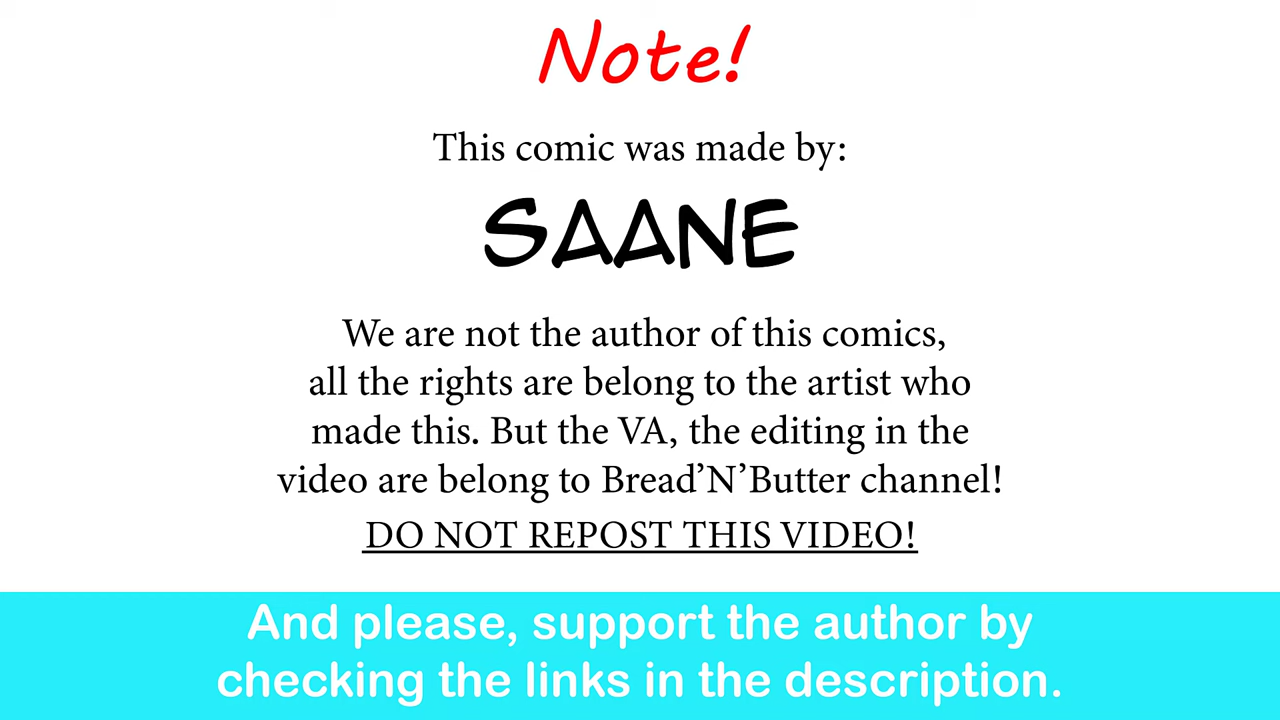 Note!
This comic was made by:
SAANE
We are not the author of this comics,
all the rights are belong to the artist who
made this. But the VA, the editing in the
video are belong to Bread’N’Butter channel!
DO NOT REPOST THIS VIDEO!
And please, support the author by
checking the links in the description.